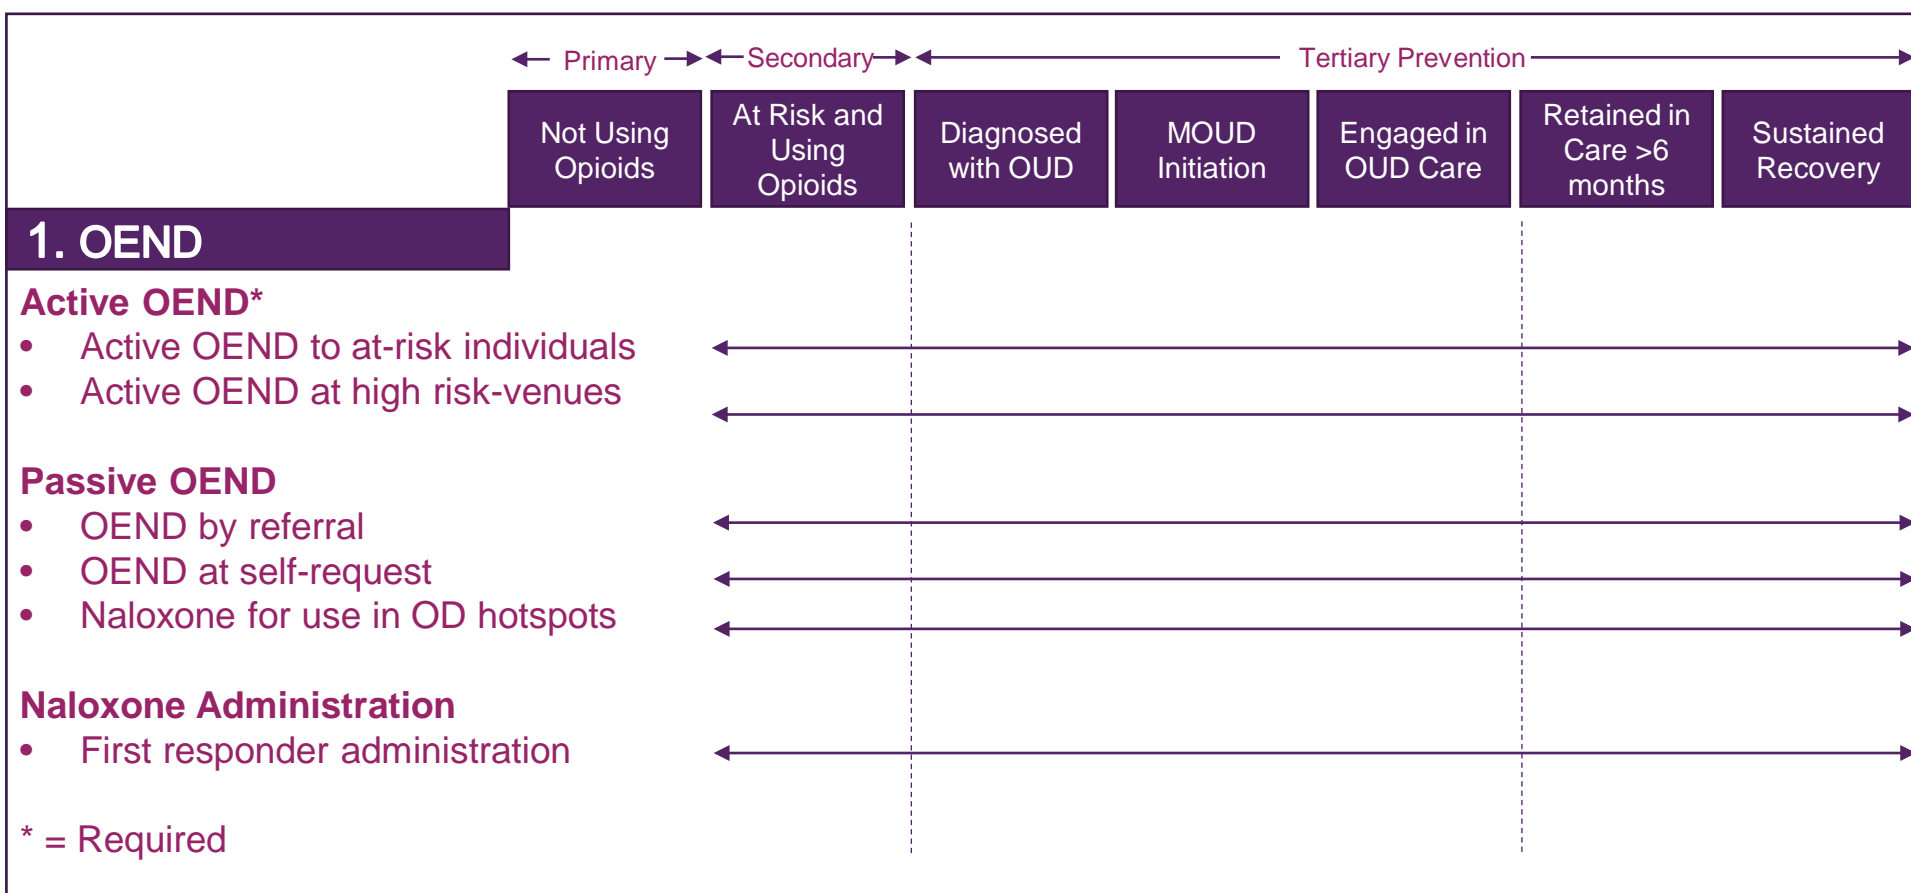 Primary Secondary Tertiary Prevention
Not Using
Opioids
At Risk and
Using
Opioids
Diagnosed
with OUD
MOUD
Initiation
Engaged in
OUD Care
Retained in
Care >6
months
Sustained
Recovery
1. OEND
Active OEND*
• Active OEND to at-risk individuals
• Active OEND at high risk-venues
Passive OEND
• OEND by referral
• OEND at self-request
• Naloxone for use in OD hotspots
Naloxone Administration
• First responder administration
* = Required